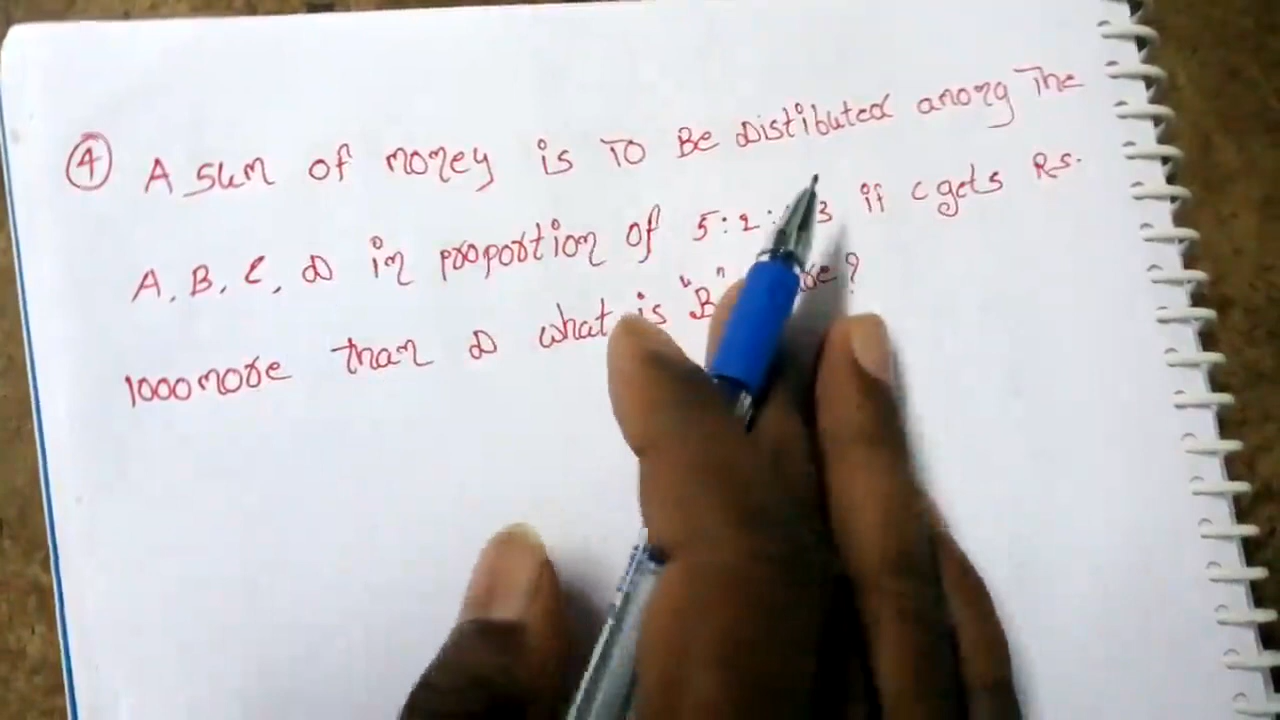 ④ A sum of money is To Be Distibuted among The
A, B, C, D in proportion of 5:2: 3 if C gets Rs.
1000 more than D what is "B" ?